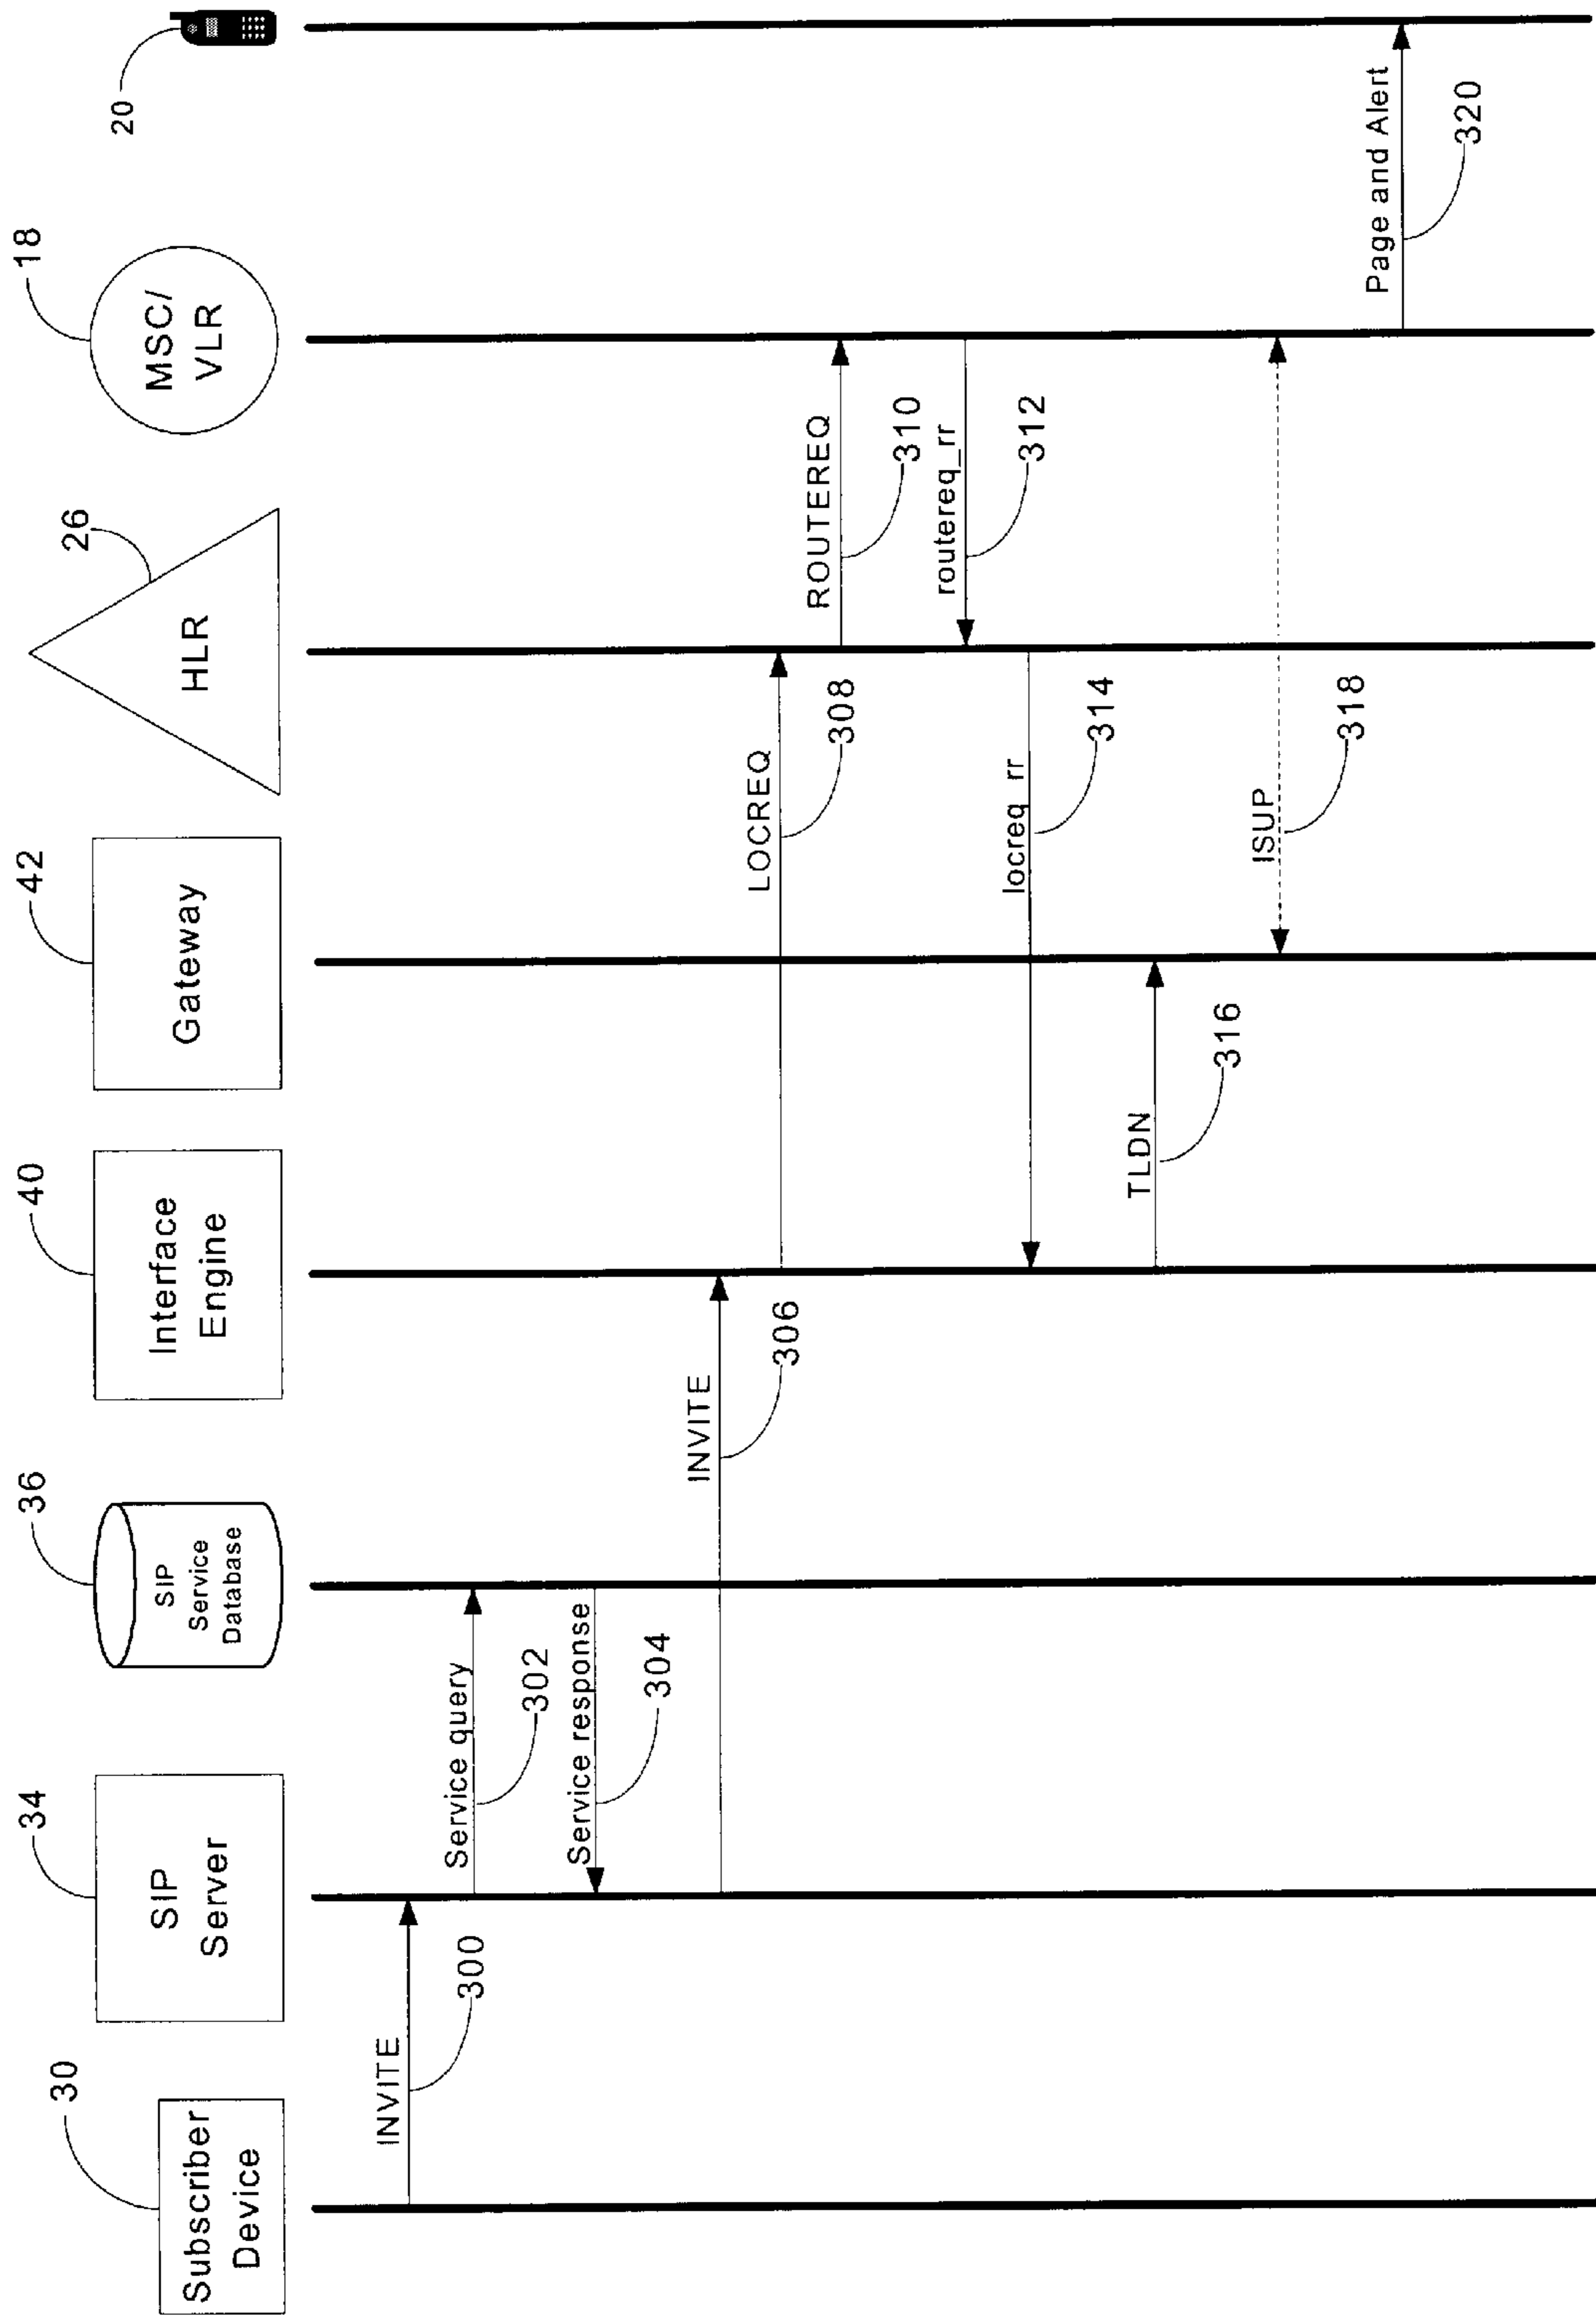 30
34
36
40
42
26
18
20
Subscriber
Device
SIP
Server
SIP
Service
Database
Interface
Engine
Gateway
HLR
MSC/
VLR
INVITE
300
Service query
302
Service response
304
INVITE
306
LOCREQ
308
ROUTEREQ
310
routereq_rr
312
locreq_rr
314
TLDN
316
ISUP
318
Page and Alert
320